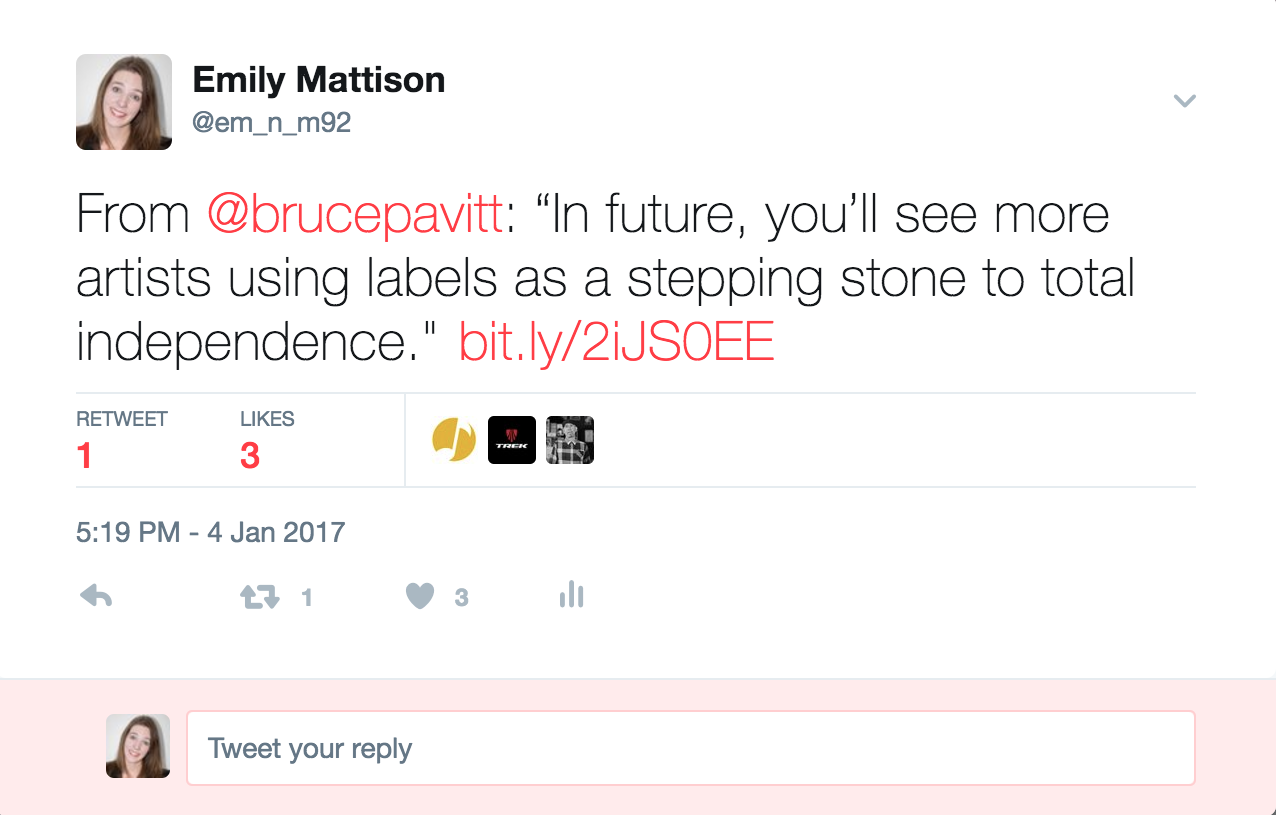 Emily Mattison
@em_n_m92
From @brucepavitt: “In future, you’ll see more
artists using labels as a stepping stone to total
independence." bit.ly/2iJS0EE
RETWEET LIKES
1 3
TREK
5:19 PM - 4 Jan 2017
1 3
Tweet your reply